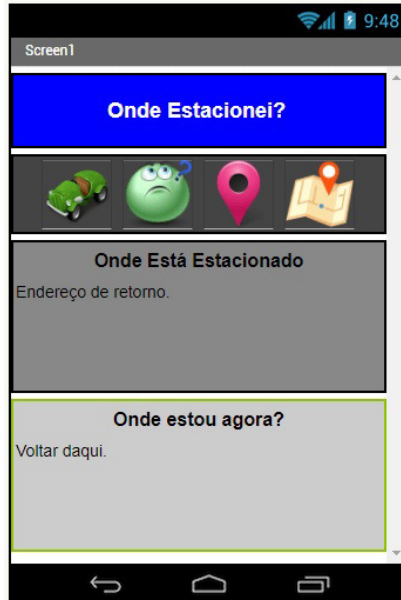 9:48
Screen1
Onde Estacionei?
?
Onde Está Estacionado
Endereço de retorno.
Onde estou agora?
Voltar daqui.